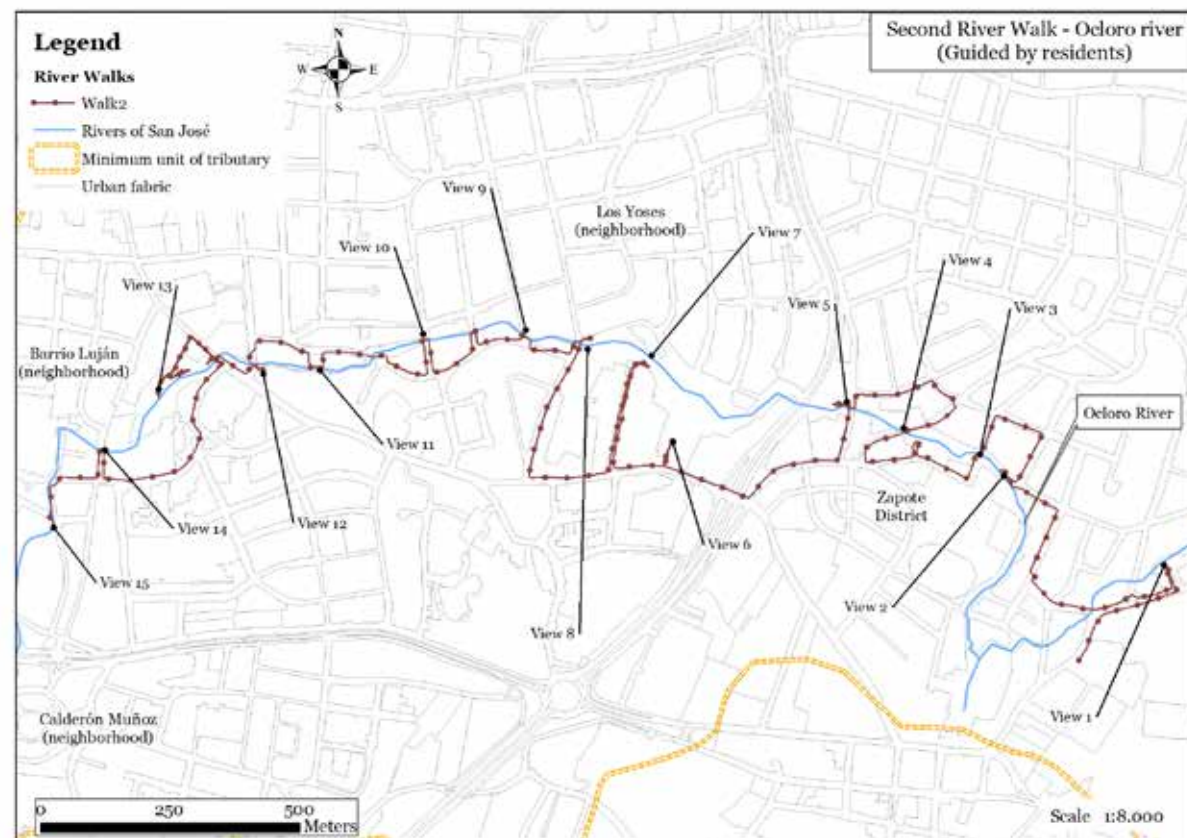 Legend
River Walks
Walk2
Rivers of San José
Minimum unit of tributary
Urban fabric
N
W E
S
Second River Walk - Ocloro river
(Guided by residents)
View 9
Los Yoses
(neighborhood)
View 7
View 10
View 4
View 13
View 5
View 3
Barrio Luján
(neighborhood)
Ocloro River
View 11
Zapote
District
View 14
View 12
View 6
View 15
View 2
View 8
View 1
Calderón Muñoz
(neighborhood)
0 250 500
Meters
Scale 1:8.000